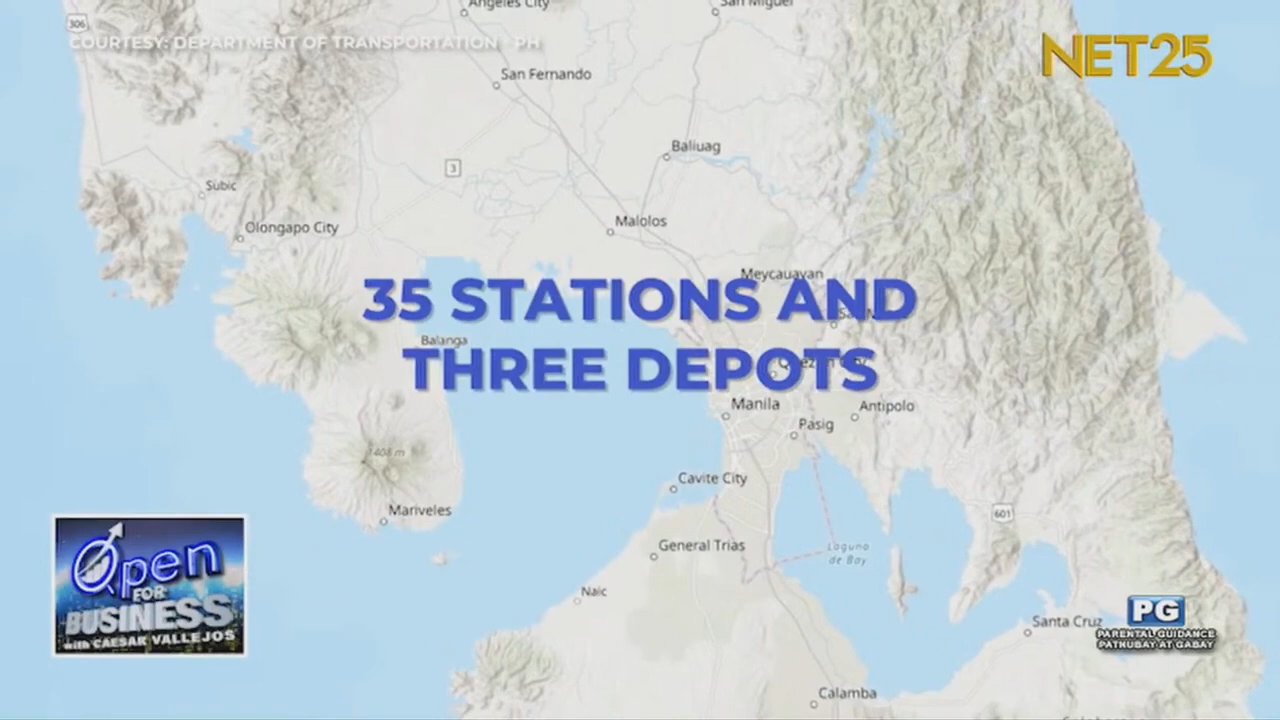 Angeles City
San Miguel
306
COURTESY: DEPARTMENT OF TRANSPORTATION - PH
NET25
San Fernando
Baliuag
3
Subic
Olongapo City
Malolos
Meycauayan
35 STATIONS AND
Balanga
THREE DEPOTS
Manila
Antipolo
Pasig
1408 m
Cavite City
Mariveles
601
General Trias
Laguna
de Bay
Naic
Santa Cruz
Calamba
Open
FOR
BUSINESS
with CAESAR VALLEJOS
PG
PARENTAL GUIDANCE
PATNUBAY AT GABAY